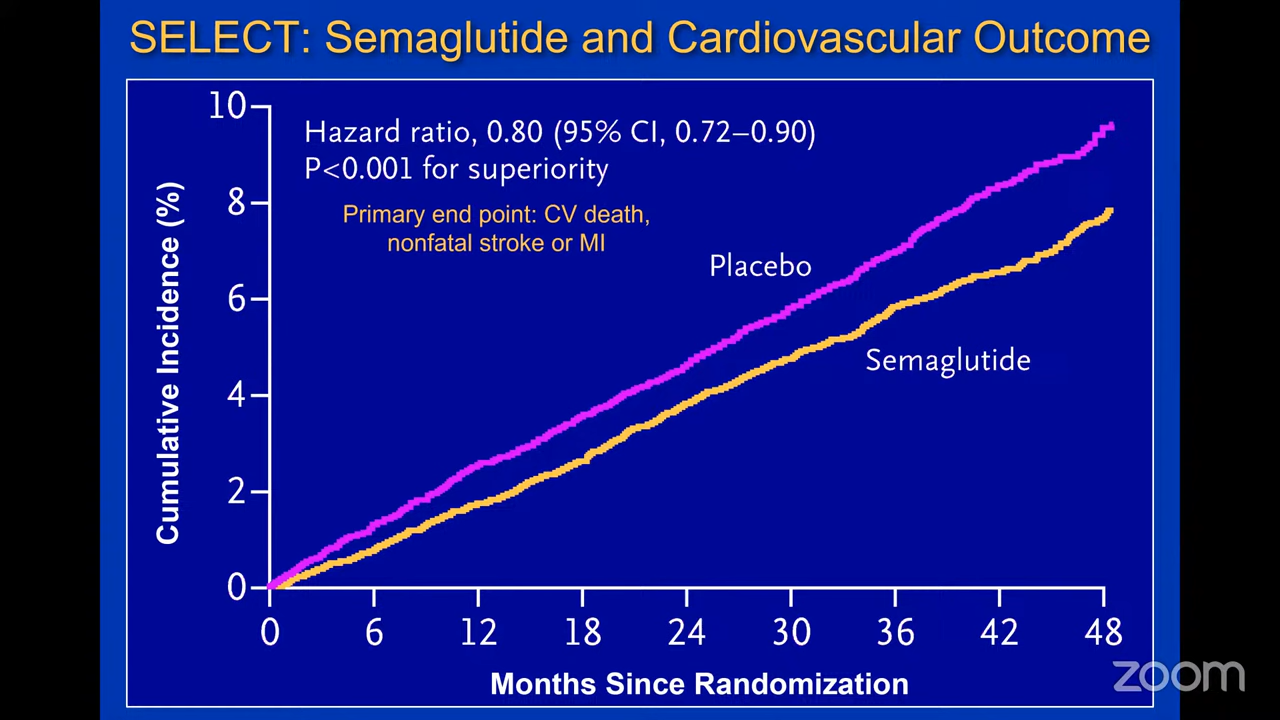 SELECT: Semaglutide and Cardiovascular Outcome
10
Hazard ratio, 0.80 (95% CI, 0.72–0.90)
P<0.001 for superiority
Primary end point: CV death,
nonfatal stroke or MI
8
Placebo
6
Semaglutide
4
2
0
Cumulative Incidence (%)
0 6 12 18 24 30 36 42 48
Months Since Randomization
zoom